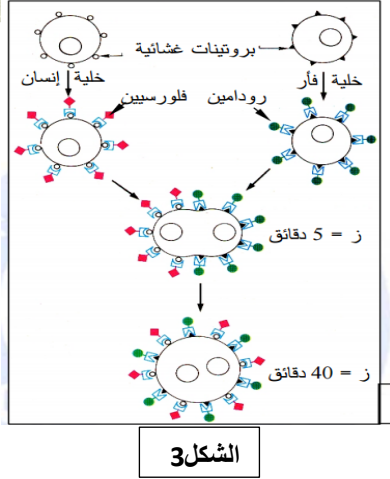 بروتينات غشائية
خلية فأر
خلية إنسان
رودامين
فلورسيين
ز = 5 دقائق
ز = 40 دقائق
الشكل3